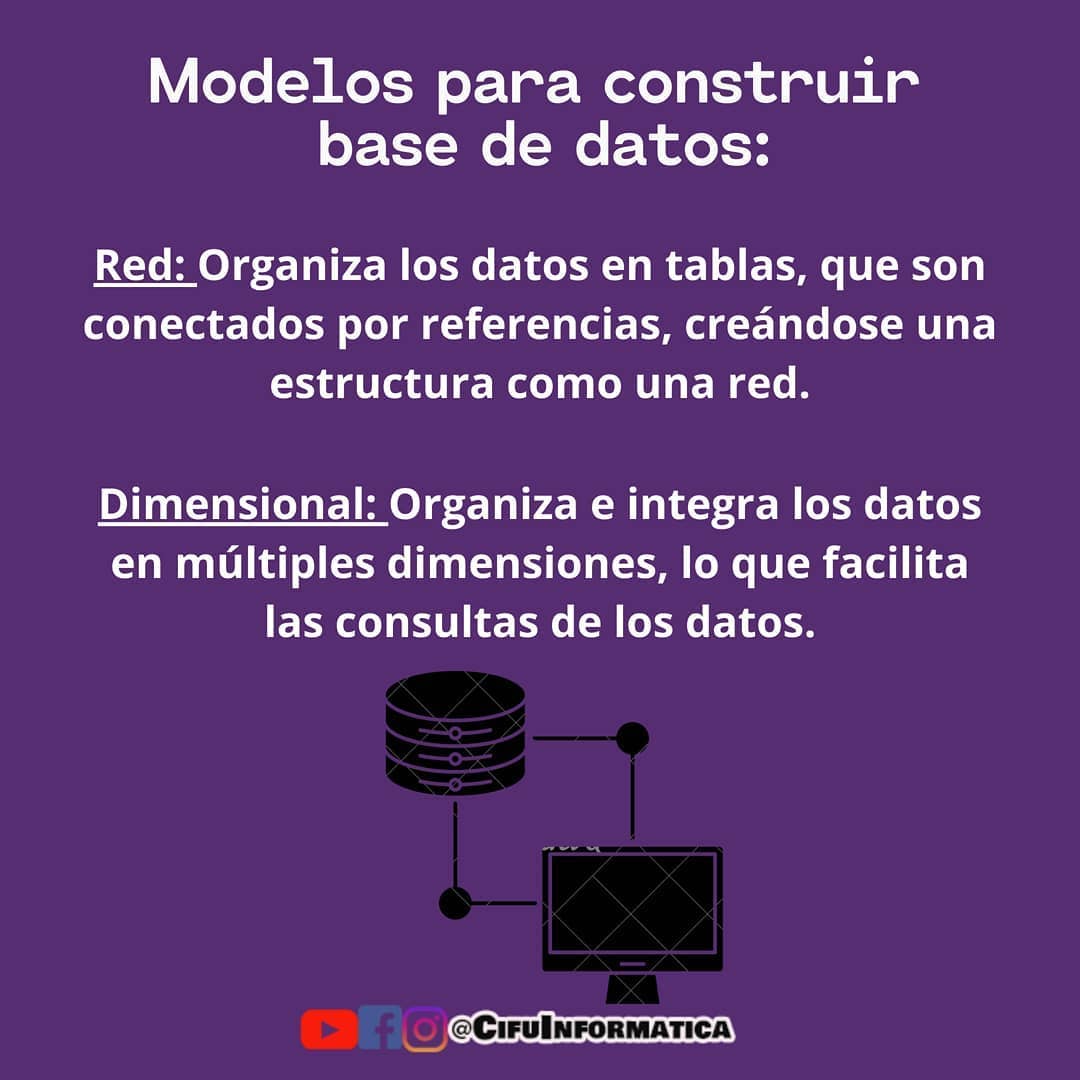 Modelos para construir
base de datos:
Red: Organiza los datos en tablas, que son
conectados por referencias, creándose una
estructura como una red.
Dimensional: Organiza e integra los datos
en múltiples dimensiones, lo que facilita
las consultas de los datos.
@CIFUINFORMATICA